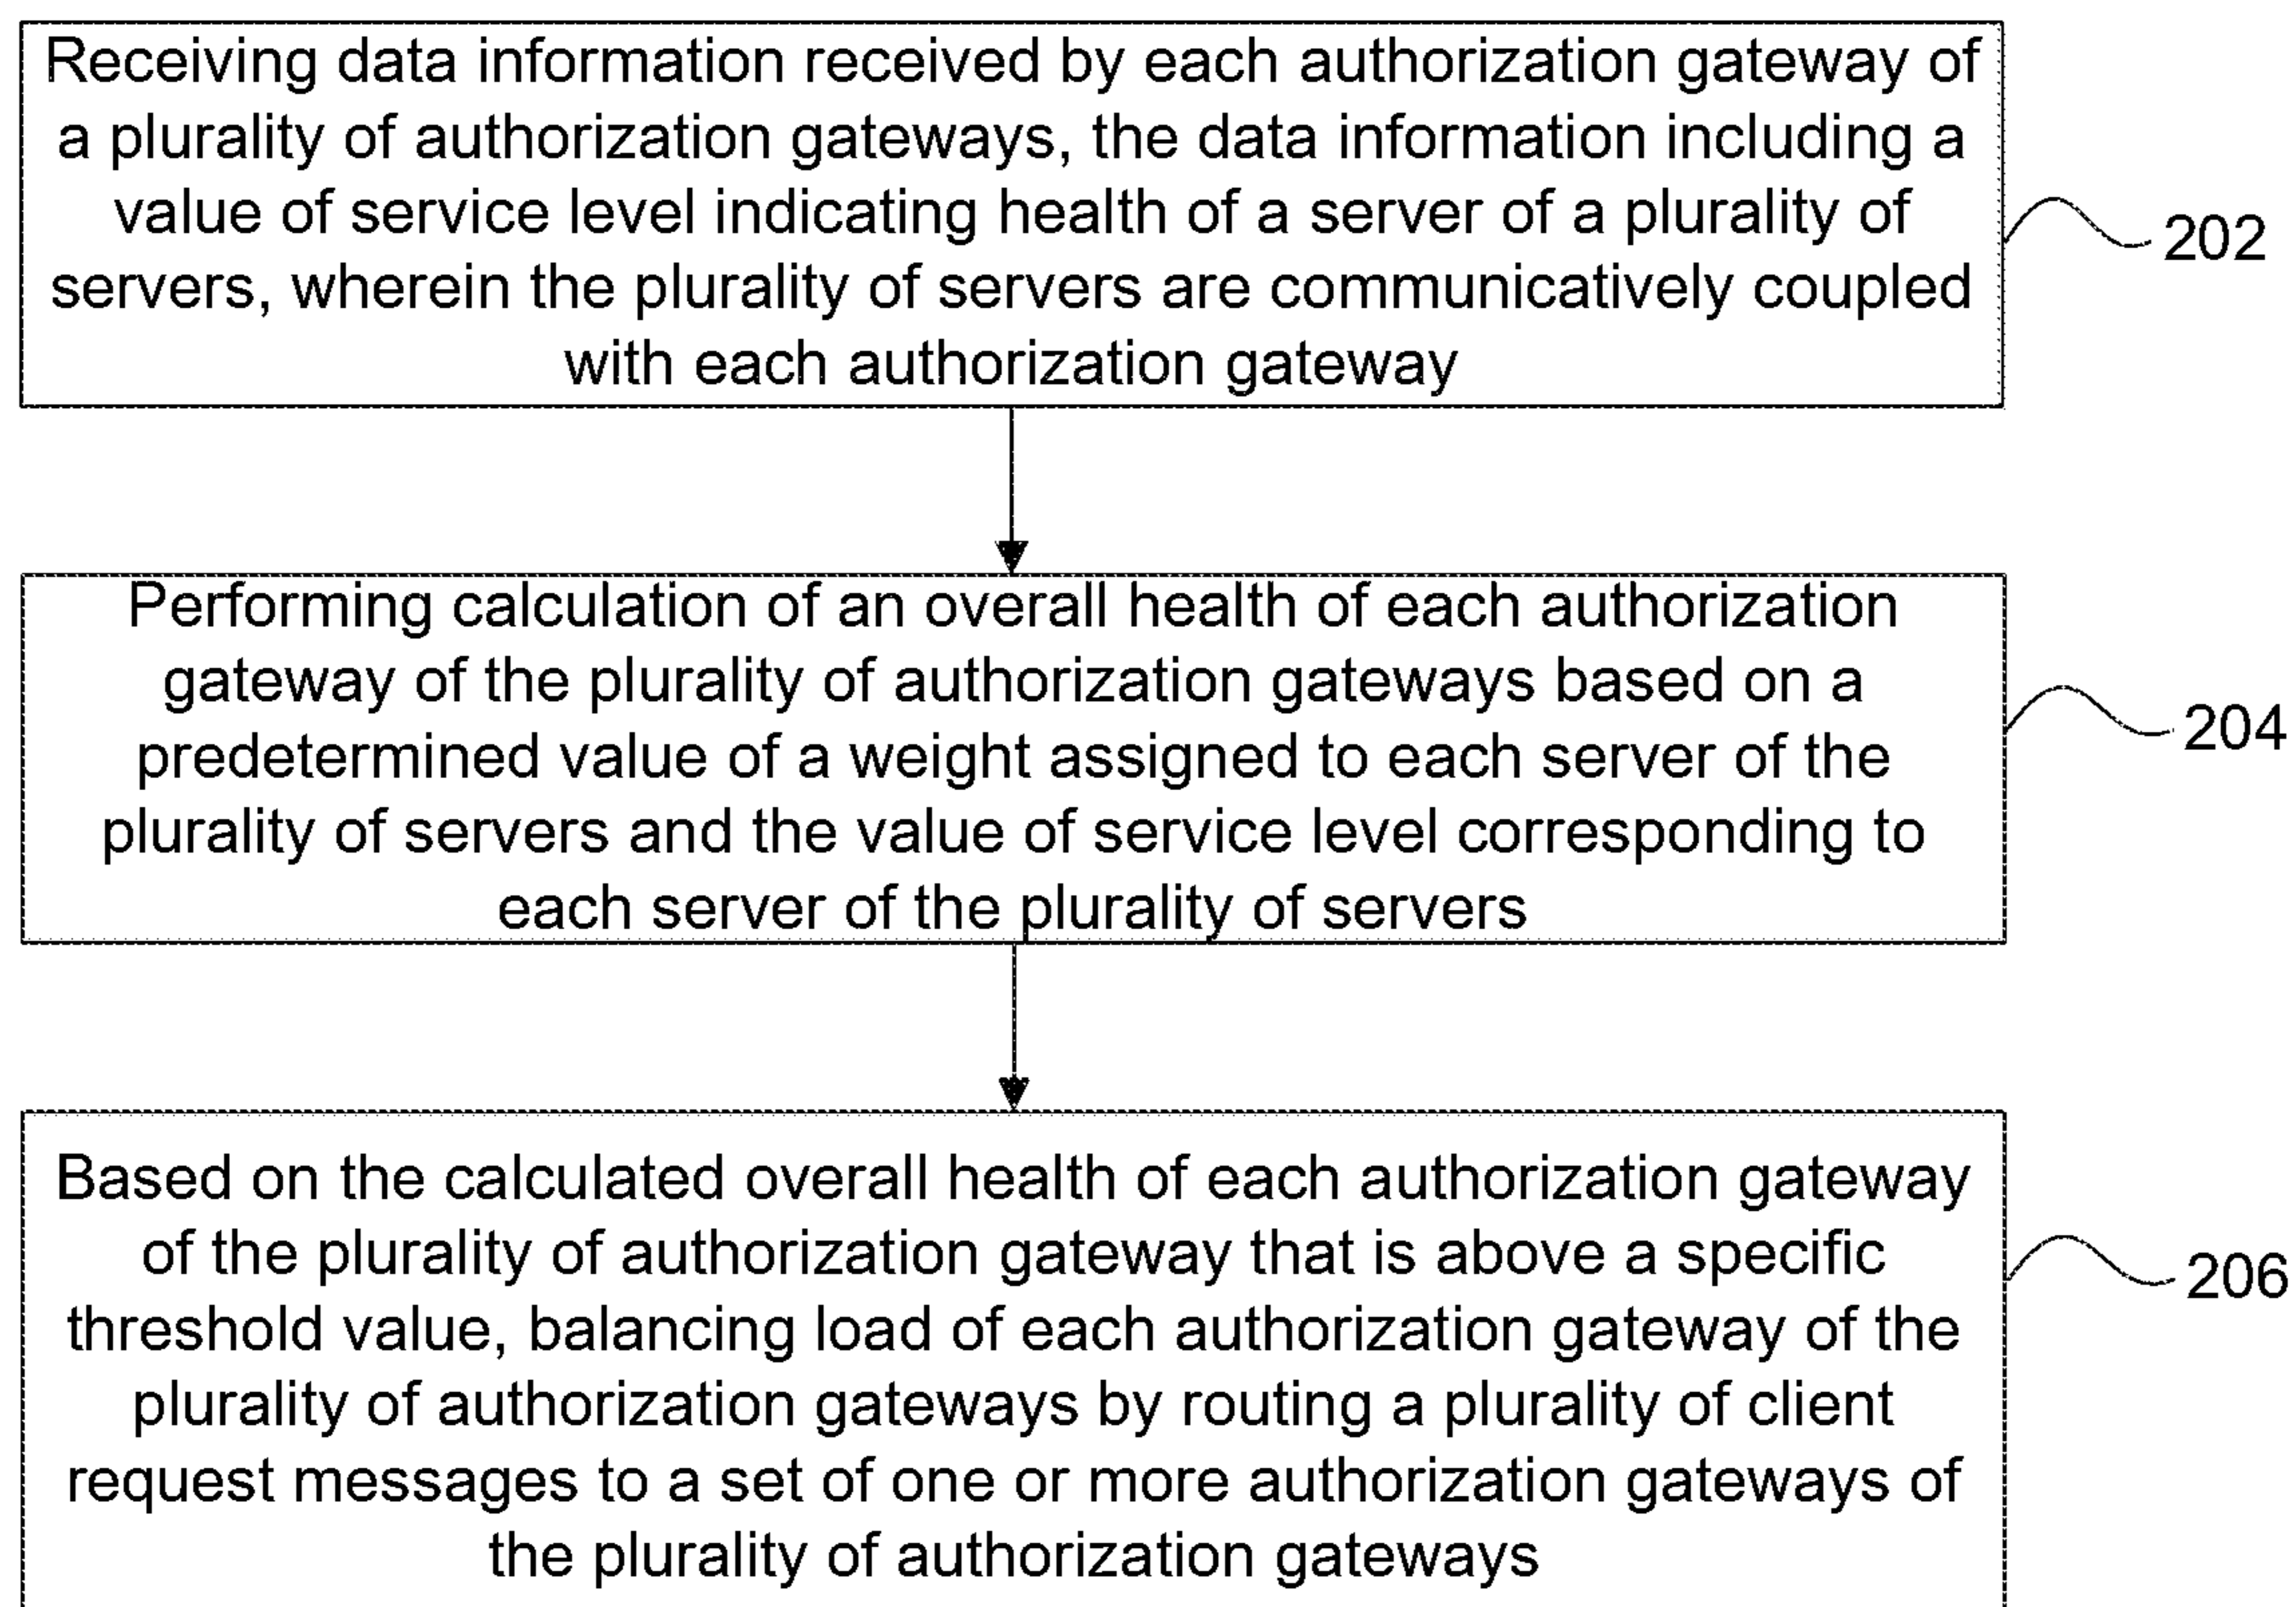 Receiving data information received by each authorization gateway of
a plurality of authorization gateways, the data information including a
value of service level indicating health of a server of a plurality of
servers, wherein the plurality of servers are communicatively coupled
with each authorization gateway
202
Performing calculation of an overall health of each authorization
gateway of the plurality of authorization gateways based on a
predetermined value of a weight assigned to each server of the
plurality of servers and the value of service level corresponding to
each server of the plurality of servers
204
Based on the calculated overall health of each authorization gateway
of the plurality of authorization gateway that is above a specific
threshold value, balancing load of each authorization gateway of the
plurality of authorization gateways by routing a plurality of client
request messages to a set of one or more authorization gateways of
the plurality of authorization gateways
206